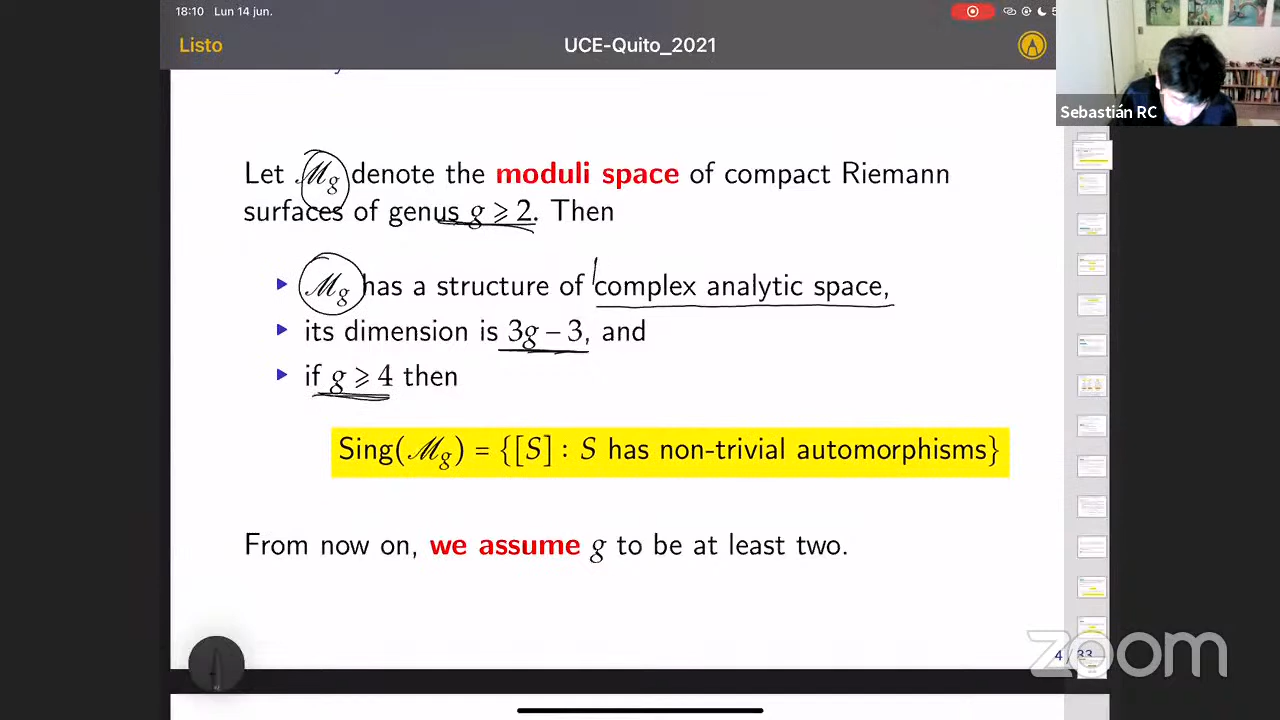 18:10 Lun 14 jun.
Listo
UCE-Quito_2021
Sebastián RC
Let ℳg denote the moduli space of compact Riemann
surfaces of genus g ⩾ 2. Then
▸ ℳg has a structure of complex analytic space,
▸ its dimension is 3g − 3, and
▸ if g ⩾ 4 then
Sing(ℳg) = {[S] : S has non-trivial automorphisms}
From now on, we assume g to be at least two.
4 / 33
zoom